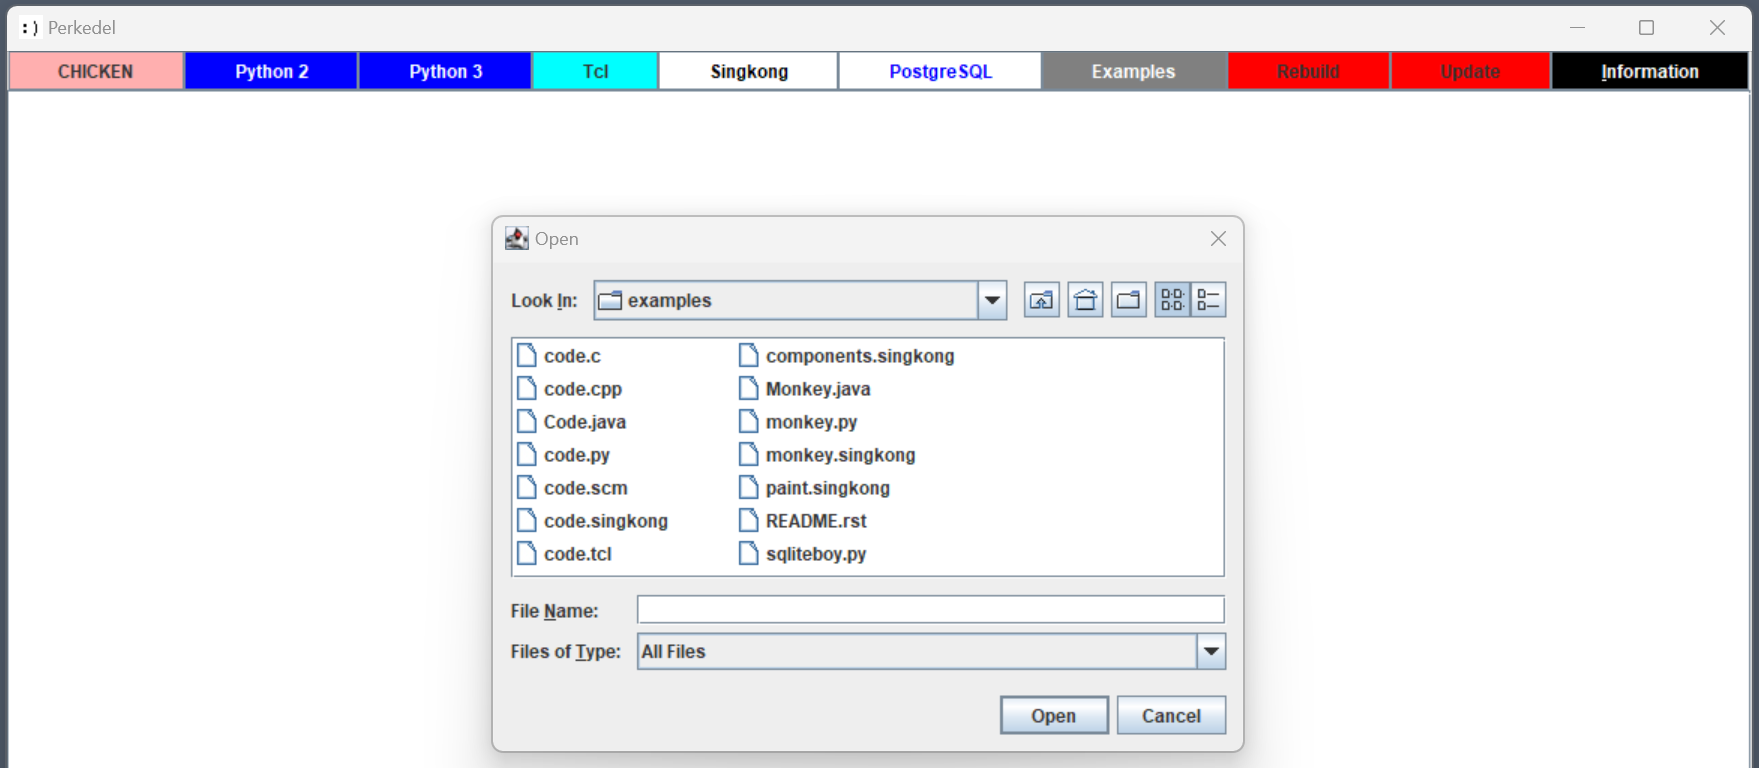 :) Perkedel
CHICKEN Python 2 Python 3 Tcl Singkong PostgreSQL Examples Rebuild Update Information
Open
Look In: examples
code.c components.singkong
code.cpp Monkey.java
Code.java monkey.py
code.py monkey.singkong
code.scm paint.singkong
code.singkong README.rst
code.tcl sqliteboy.py
File Name:
Files of Type: All Files
Open Cancel